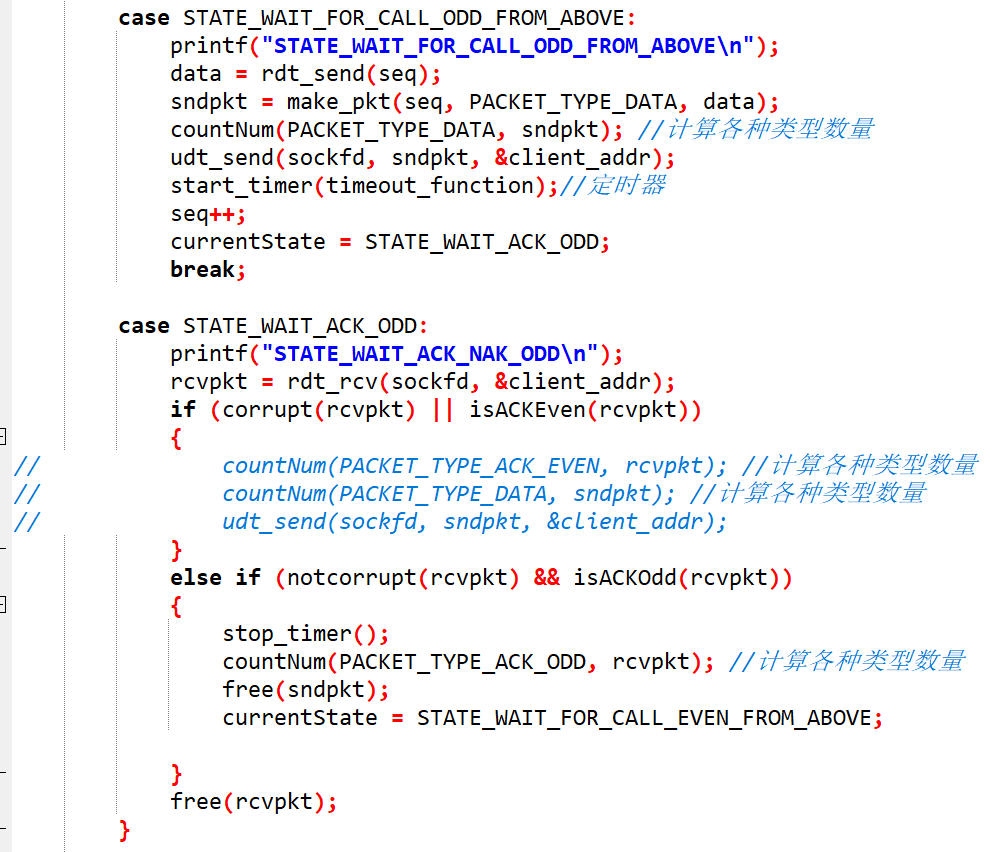 case STATE_WAIT_FOR_CALL_ODD_FROM_ABOVE:
printf("STATE_WAIT_FOR_CALL_ODD_FROM_ABOVE\n");
data = rdt_send(seq);
sndpkt = make_pkt(seq, PACKET_TYPE_DATA, data);
countNum(PACKET_TYPE_DATA, sndpkt); //计算各种类型数量
udt_send(sockfd, sndpkt, &client_addr);
start_timer(timeout_function);//定时器
seq++;
currentState = STATE_WAIT_ACK_ODD;
break;
case STATE_WAIT_ACK_ODD:
printf("STATE_WAIT_ACK_NAK_ODD\n");
rcvpkt = rdt_rcv(sockfd, &client_addr);
if (corrupt(rcvpkt) || isACKEven(rcvpkt))
{
// countNum(PACKET_TYPE_ACK_EVEN, rcvpkt); //计算各种类型数量
// countNum(PACKET_TYPE_DATA, sndpkt); //计算各种类型数量
// udt_send(sockfd, sndpkt, &client_addr);
}
else if (notcorrupt(rcvpkt) && isACKOdd(rcvpkt))
{
stop_timer();
countNum(PACKET_TYPE_ACK_ODD, rcvpkt); //计算各种类型数量
free(sndpkt);
currentState = STATE_WAIT_FOR_CALL_EVEN_FROM_ABOVE;
}
free(rcvpkt);
}